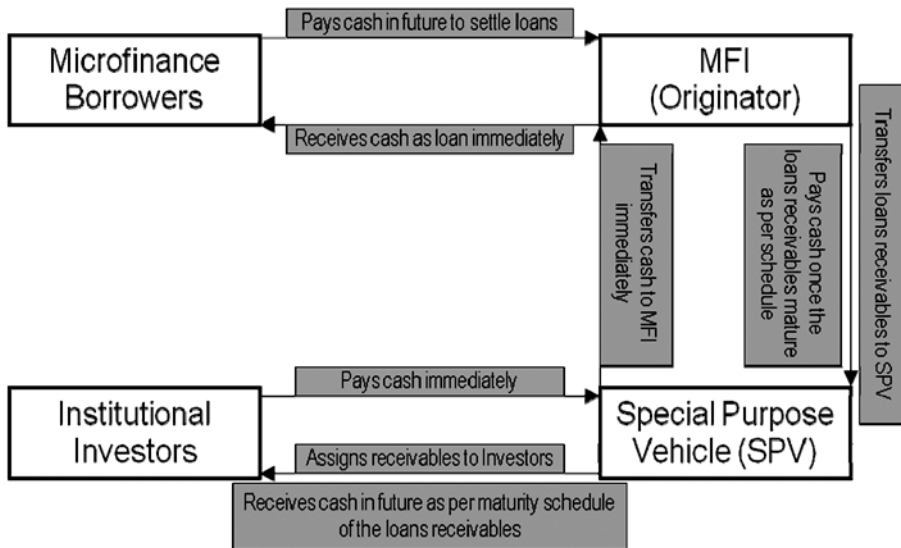 Pays cash in future to settle loans
Microfinance
Borrowers
MFI
(Originator)
Receives cash as loan immediately
Transfers cash to MFI
immediately
Pays cash once the
loans receivables mature
as per schedule
Transfers loans receivables to SPV
Pays cash immediately
Institutional
Investors
Special Purpose
Vehicle (SPV)
Assigns receivables to Investors
Receives cash in future as per maturity schedule
of the loans receivables